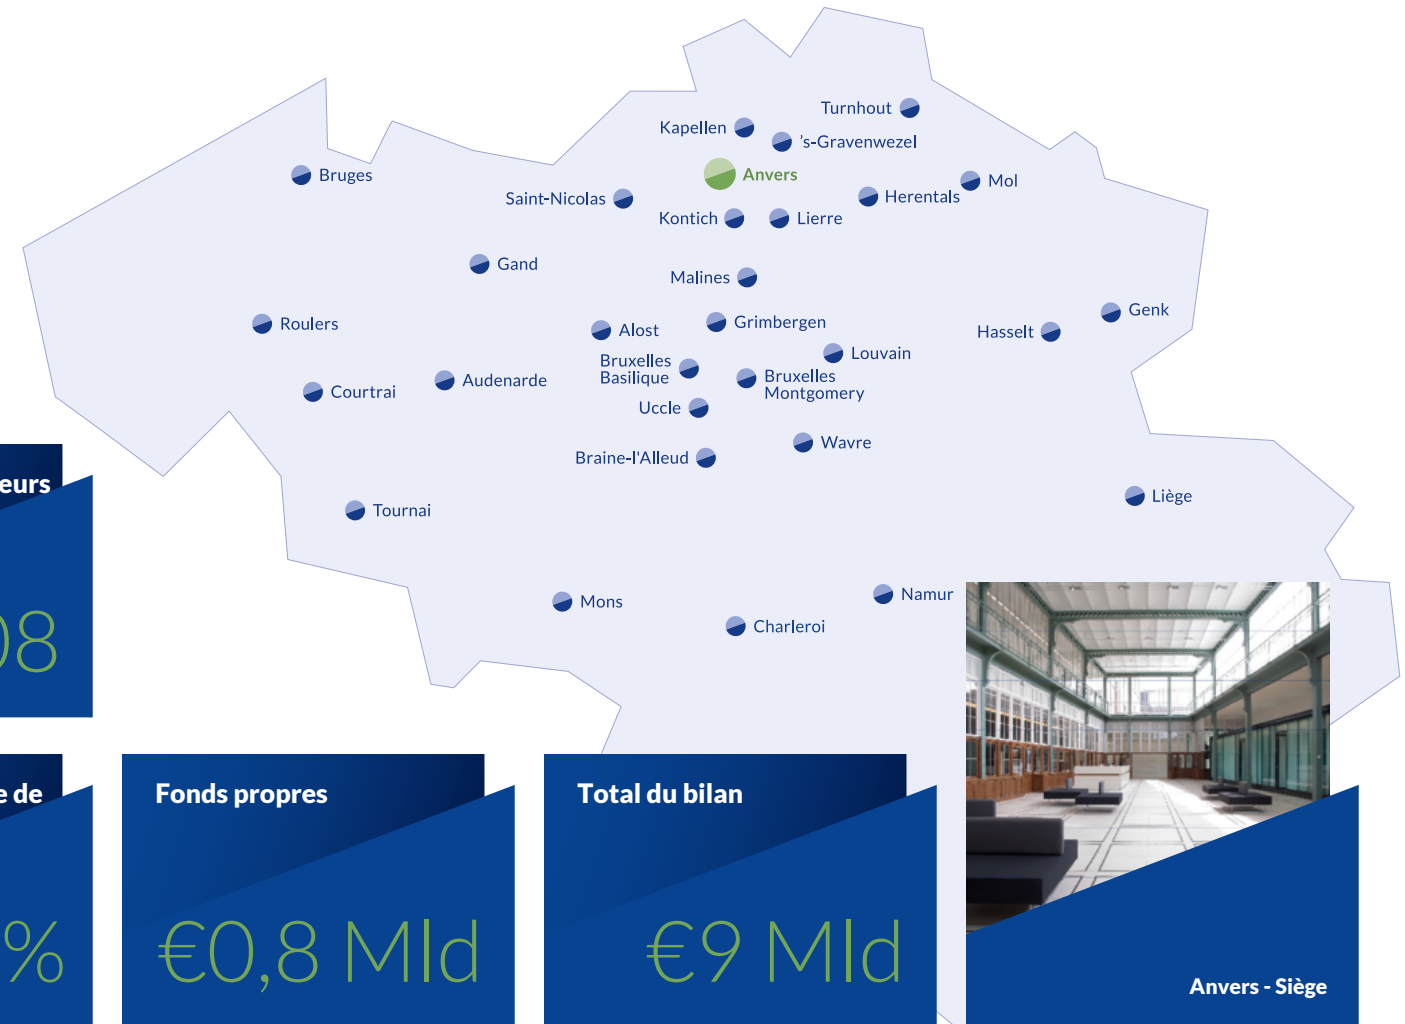 Turnhout
Kapellen
's-Gravenwezel
Anvers
Bruges
Mol
Saint-Nicolas
Herentals
Kontich
Lierre
Gand
Malines
Genk
Roulers
Alost
Grimbergen
Hasselt
Louvain
Bruxelles
Basilique
Bruxelles
Montgomery
Courtrai
Audenarde
Uccle
Wavre
Braine-l'Alleud
eurs
Liège
Tournai
Mons
Namur
Charleroi
08
e de
%
Fonds propres
€0,8 Mld
Total du bilan
€9 Mld
Anvers - Siège